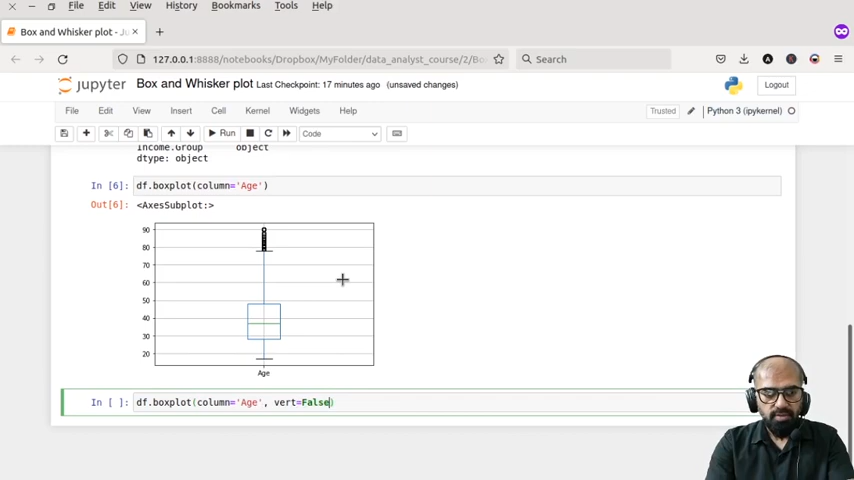 File Edit View History Bookmarks Tools Help
Box and Whisker plot - Ju
127.0.0.1:8888/notebooks/Dropbox/MyFolder/data_analyst_course/2/Bo
Search
jupyter Box and Whisker plot Last Checkpoint: 17 minutes ago (unsaved changes)
Logout
File Edit View Insert Cell Kernel Widgets Help
Trusted
Python 3 (ipykernel)
Run
Code
Income.Group object
dtype: object
In [6]: df.boxplot(column='Age')
Out[6]: <AxesSubplot:>
90
80
70
60
50
40
30
20
Age
In [ ]: df.boxplot(column='Age', vert=False)